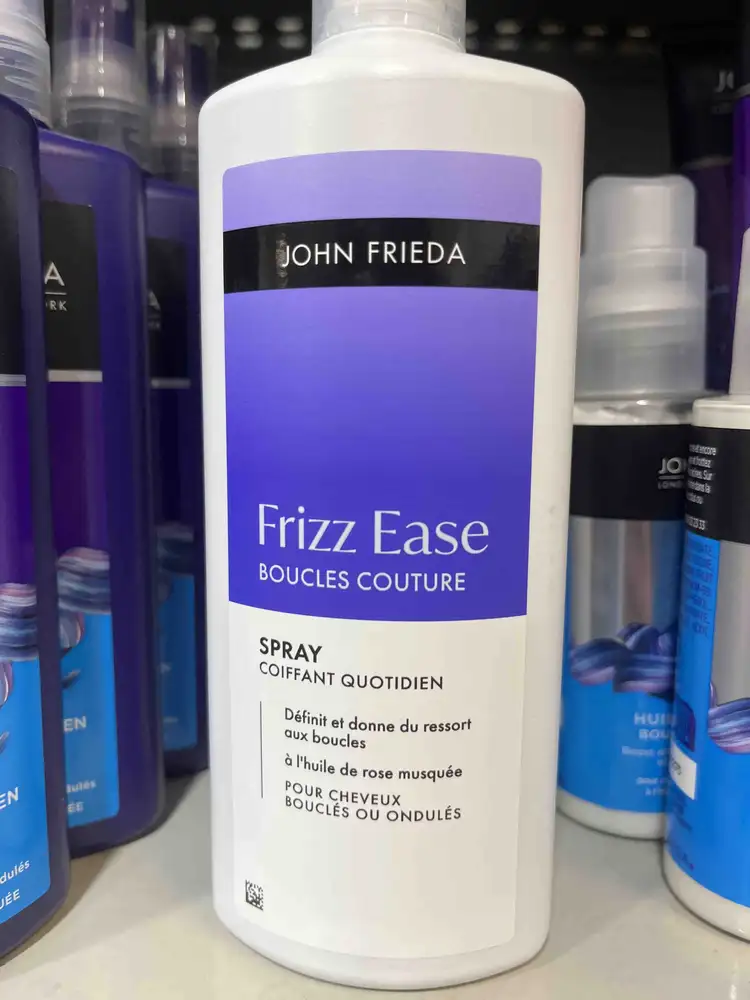 JOHN FRIEDA
Frizz Ease
BOUCLES COUTURE
SPRAY
COIFFANT QUOTIDIEN
Définit et donne du ressort
aux boucles
à l'huile de rose musquée
POUR CHEVEUX
BOUCLÉS OU ONDULÉS